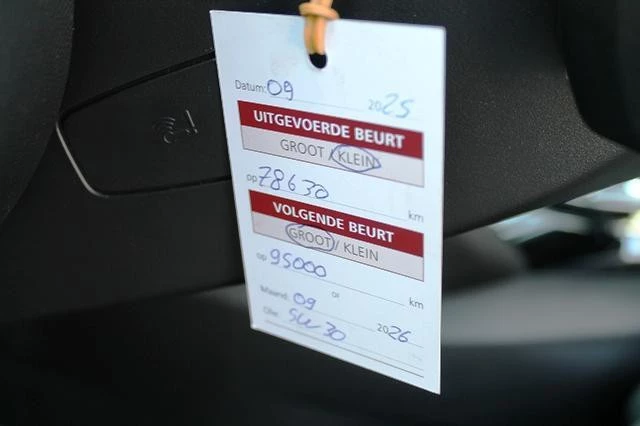 Datum: 09 2025
UITGEVOERDE BEURT
GROOT / KLEIN
op 78630 km
VOLGENDE BEURT
GROOT / KLEIN
op 95000 km
of
Maand: 09 2026
Olie: 5W30